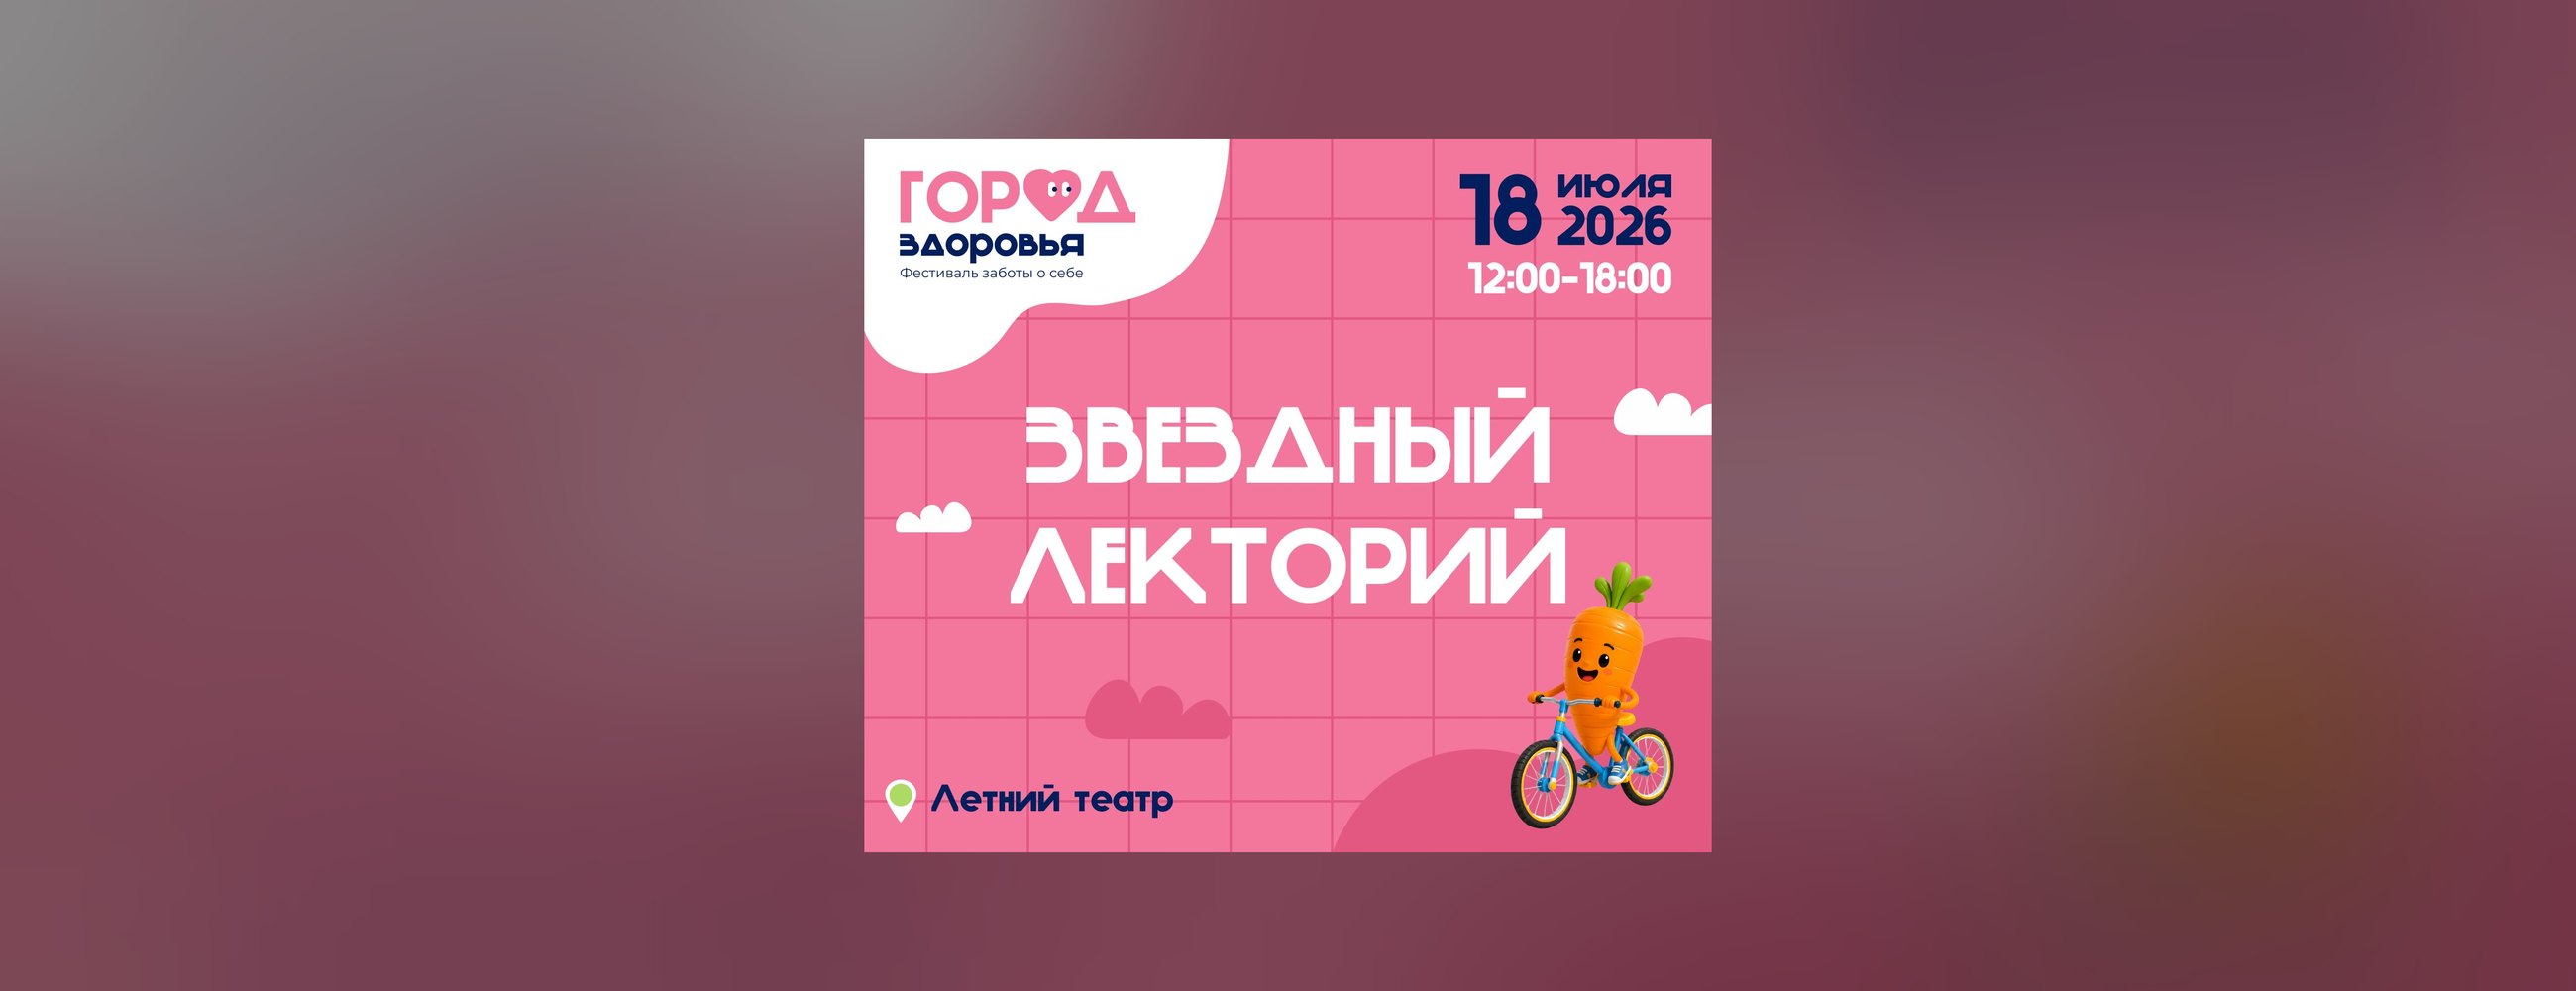 ГОРОД
здоровья
Фестиваль заботы о себе
18 июля
2026
12:00-18:00
ЗВЕЗДНЫЙ
ЛЕКТОРИЙ
Летний театр